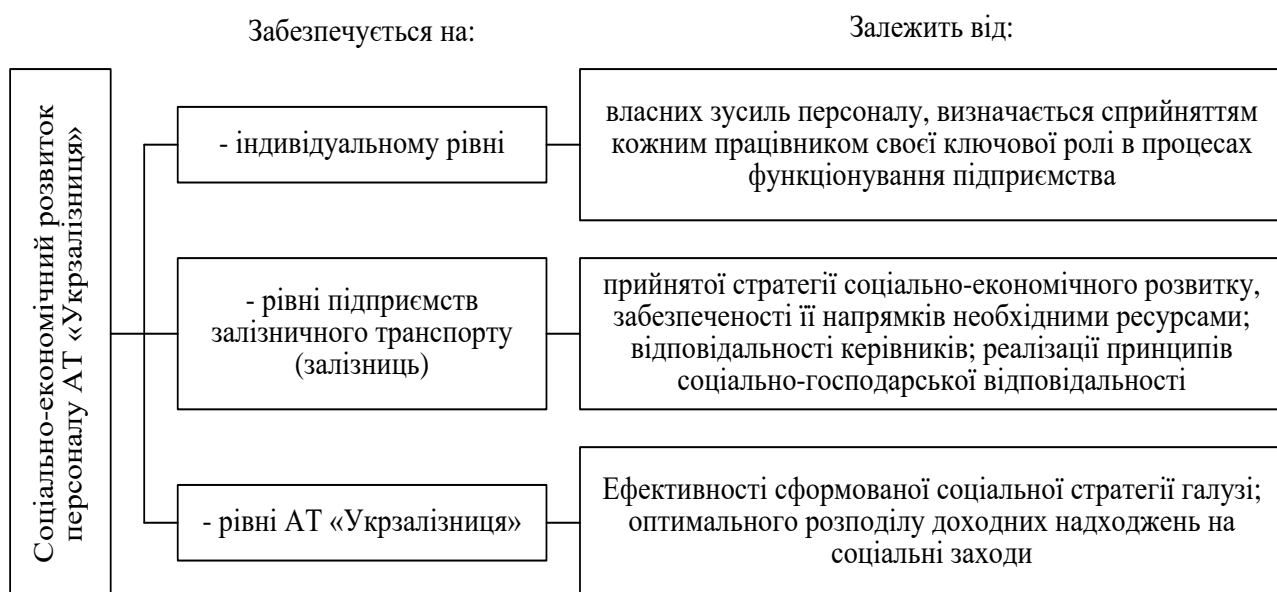 Забезпечується на:
Залежить від:
Соціально-економічний розвиток
персоналу АТ «Укрзалізниця»
- індивідуальному рівні
власних зусиль персоналу, визначається сприйняттям
кожним працівником своєї ключової ролі в процесах
функціонування підприємства
- рівні підприємств
залізничного транспорту
(залізниць)
прийнятої стратегії соціально-економічного розвитку,
забезпеченості її напрямків необхідними ресурсами;
відповідальності керівників; реалізації принципів
соціально-господарської відповідальності
- рівні АТ «Укрзалізниця»
Ефективності сформованої соціальної стратегії галузі;
оптимального розподілу доходних надходжень на
соціальні заходи